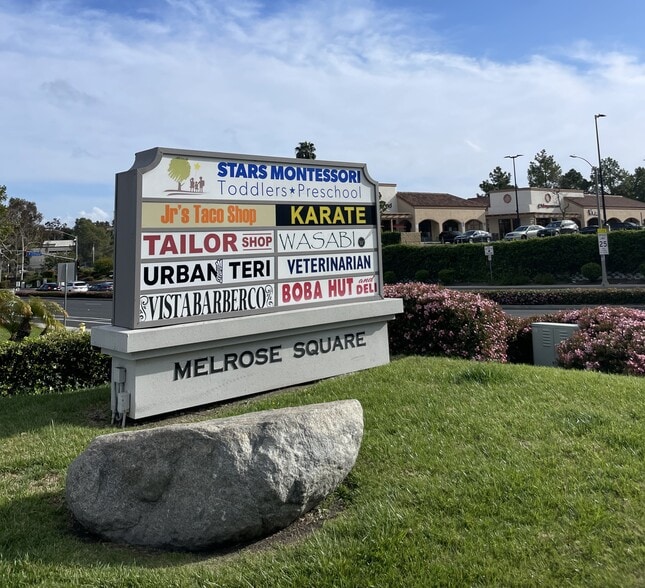 STARS MONTESSORI
Toddlers★Preschool
Jr's Taco Shop
KARATE
TAILOR SHOP
WASABI
URBAN TERI
VETERINARIAN
VISTABARBERCO
BOBA HUT and DELI
MELROSE SQUARE
25